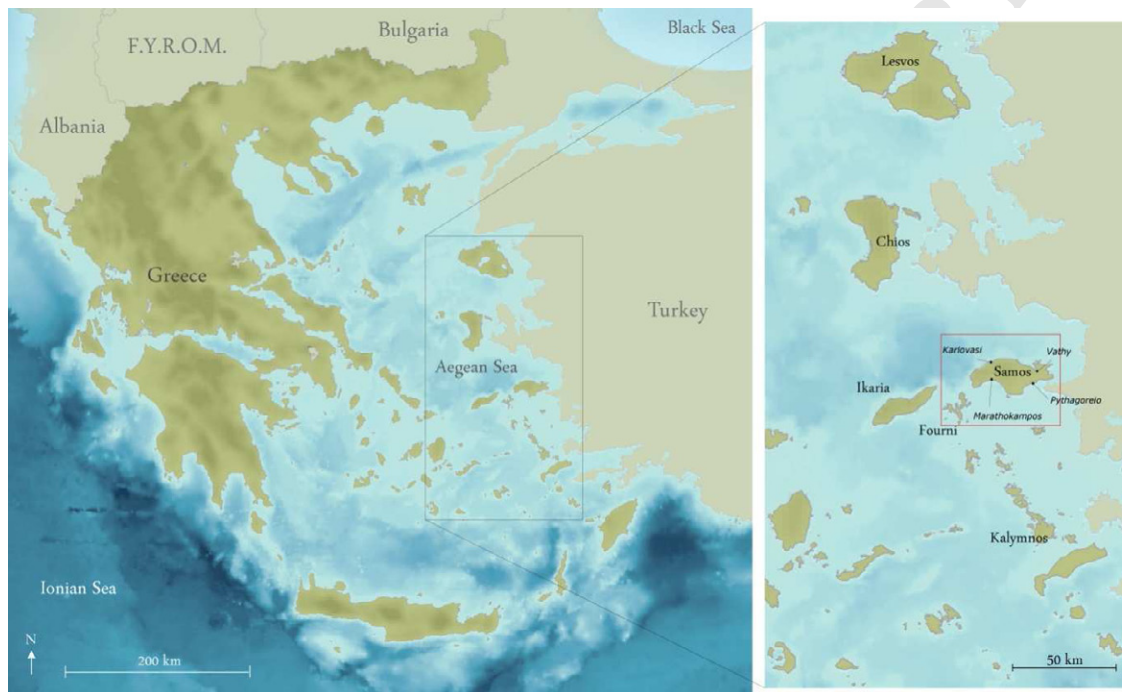 F.Y.R.O.M.
Bulgaria
Black Sea
Albania
Greece
Turkey
Aegean Sea
Ionian Sea
N
200 km
Lesvos
Chios
Karlovasi
Vathy
Samos
Ikaria
Pythagoreio
Marathokampos
Fourni
Kalymnos
50 km